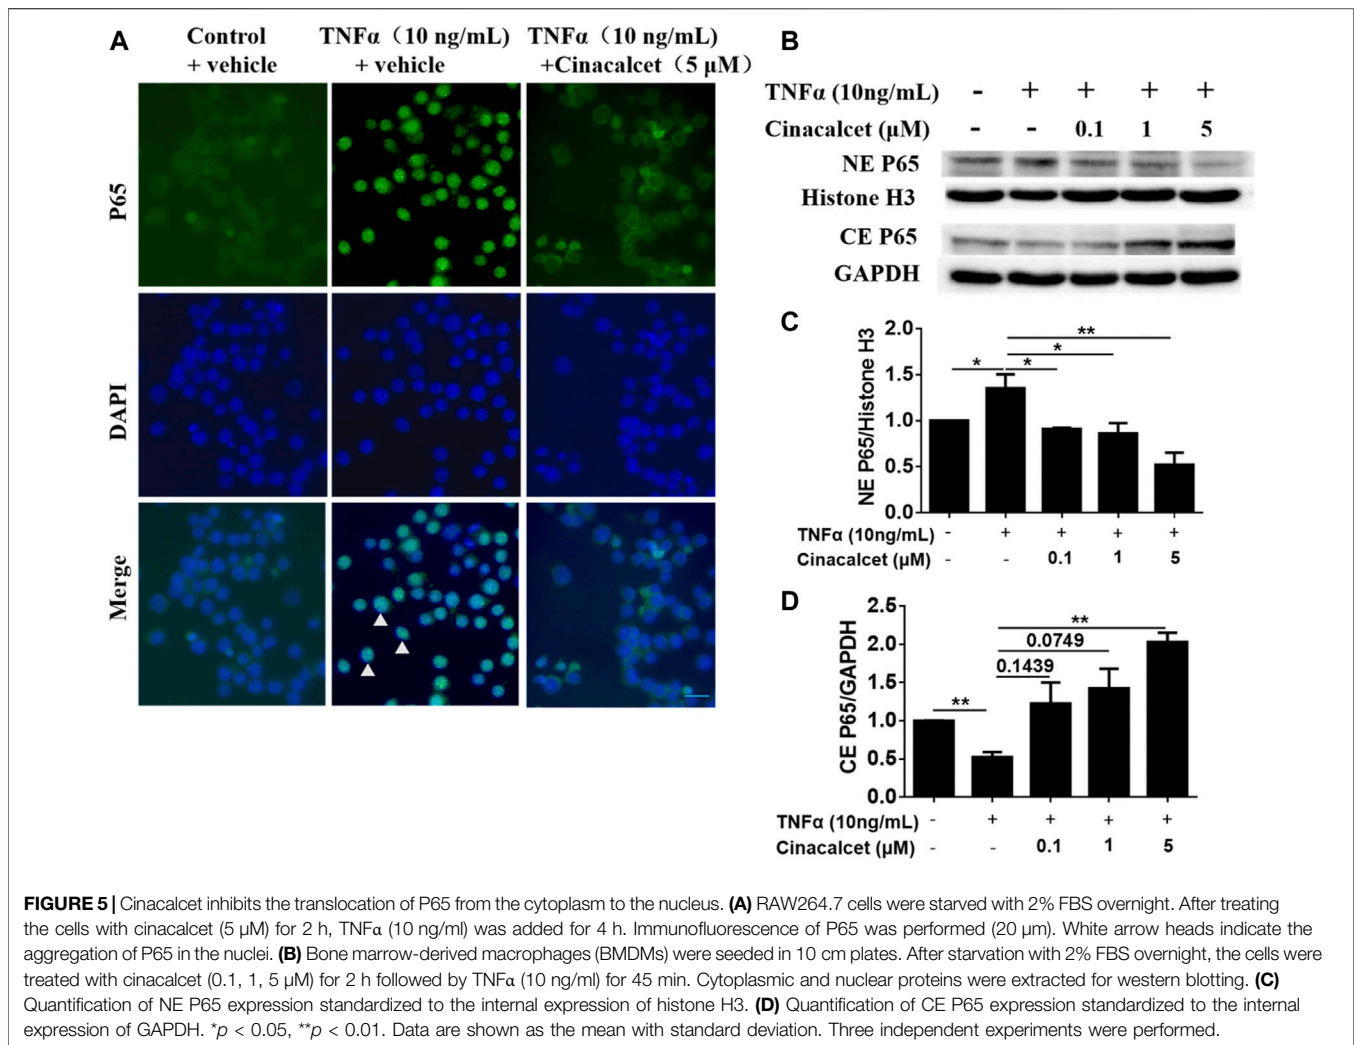 A
Control
+ vehicle
TNFα（10 ng/mL)
+ vehicle
TNFα（10 ng/mL)
+Cinacalcet（5 μM）
P65
DAPI
Merge
B
TNFα (10ng/mL) - + + + +
Cinacalcet (μM) - - 0.1 1 5
NE P65
Histone H3
CE P65
GAPDH
C
NE P65/Histone H3
2.0
1.5
1.0
0.5
0.0
**
*
* *
TNFα (10ng/mL) - + + + +
Cinacalcet (μM) - - 0.1 1 5
D
CE P65/GAPDH
2.5
2.0
1.5
1.0
0.5
0.0
**
0.0749
0.1439
**
TNFα (10ng/mL) - + + + +
Cinacalcet (μM) - - 0.1 1 5
FIGURE 5 | Cinacalcet inhibits the translocation of P65 from the cytoplasm to the nucleus. (A) RAW264.7 cells were starved with 2% FBS overnight. After treating
the cells with cinacalcet (5 μM) for 2 h, TNFα (10 ng/ml) was added for 4 h. Immunofluorescence of P65 was performed (20 μm). White arrow heads indicate the
aggregation of P65 in the nuclei. (B) Bone marrow-derived macrophages (BMDMs) were seeded in 10 cm plates. After starvation with 2% FBS overnight, the cells were
treated with cinacalcet (0.1, 1, 5 μM) for 2 h followed by TNFα (10 ng/ml) for 45 min. Cytoplasmic and nuclear proteins were extracted for western blotting. (C)
Quantification of NE P65 expression standardized to the internal expression of histone H3. (D) Quantification of CE P65 expression standardized to the internal
expression of GAPDH. *p < 0.05, **p < 0.01. Data are shown as the mean with standard deviation. Three independent experiments were performed.